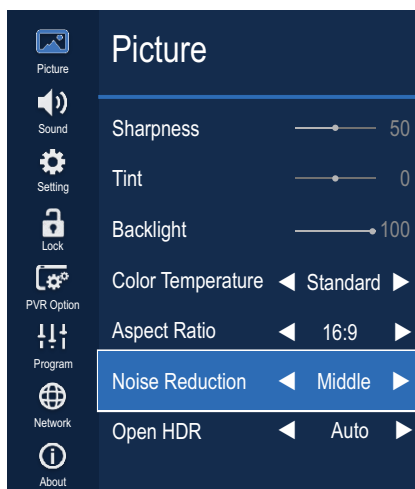 Picture
Sound
Setting
Lock
PVR Option
Program
Network
About
Picture
Sharpness 50
Tint 0
Backlight 100
Color Temperature Standard
Aspect Ratio 16:9
Noise Reduction Middle
Open HDR Auto